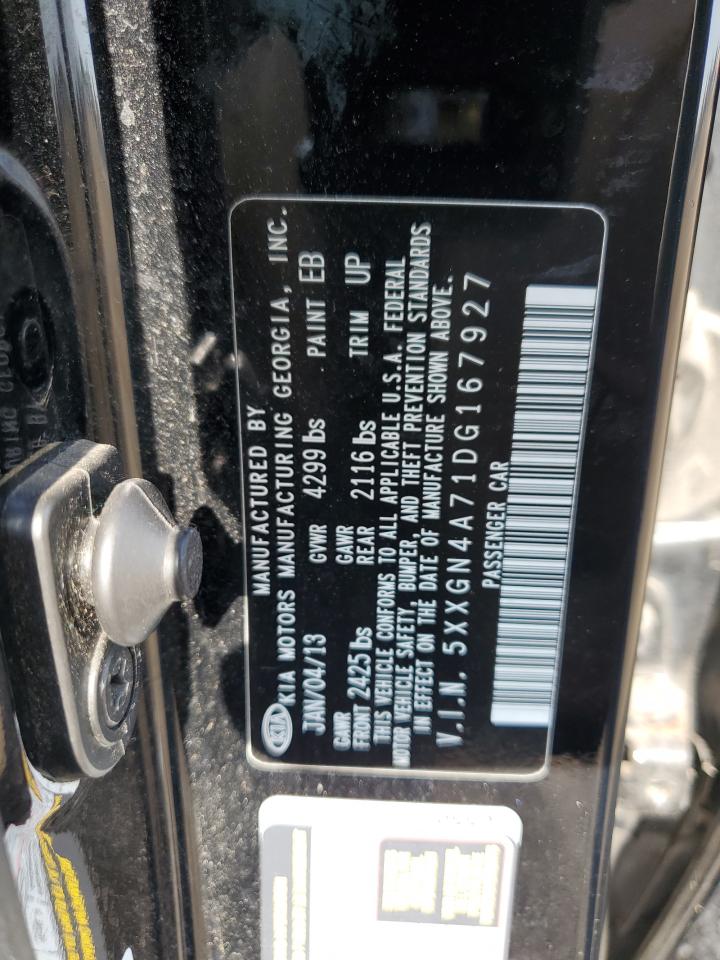 MANUFACTURED BY
KIA KIA MOTORS MANUFACTURING GEORGIA, INC.
JAN/04/13 GVWR 4299 lbs PAINT EB
GAWR FRONT 2425 lbs GAWR REAR 2116 lbs TRIM UP
THIS VEHICLE CONFORMS TO ALL APPLICABLE U.S.A. FEDERAL
MOTOR VEHICLE SAFETY, BUMPER, AND THEFT PREVENTION STANDARDS
IN EFFECT ON THE DATE OF MANUFACTURE SHOWN ABOVE.
V.I.N. 5XXGN4A71DG167927
PASSENGER CAR